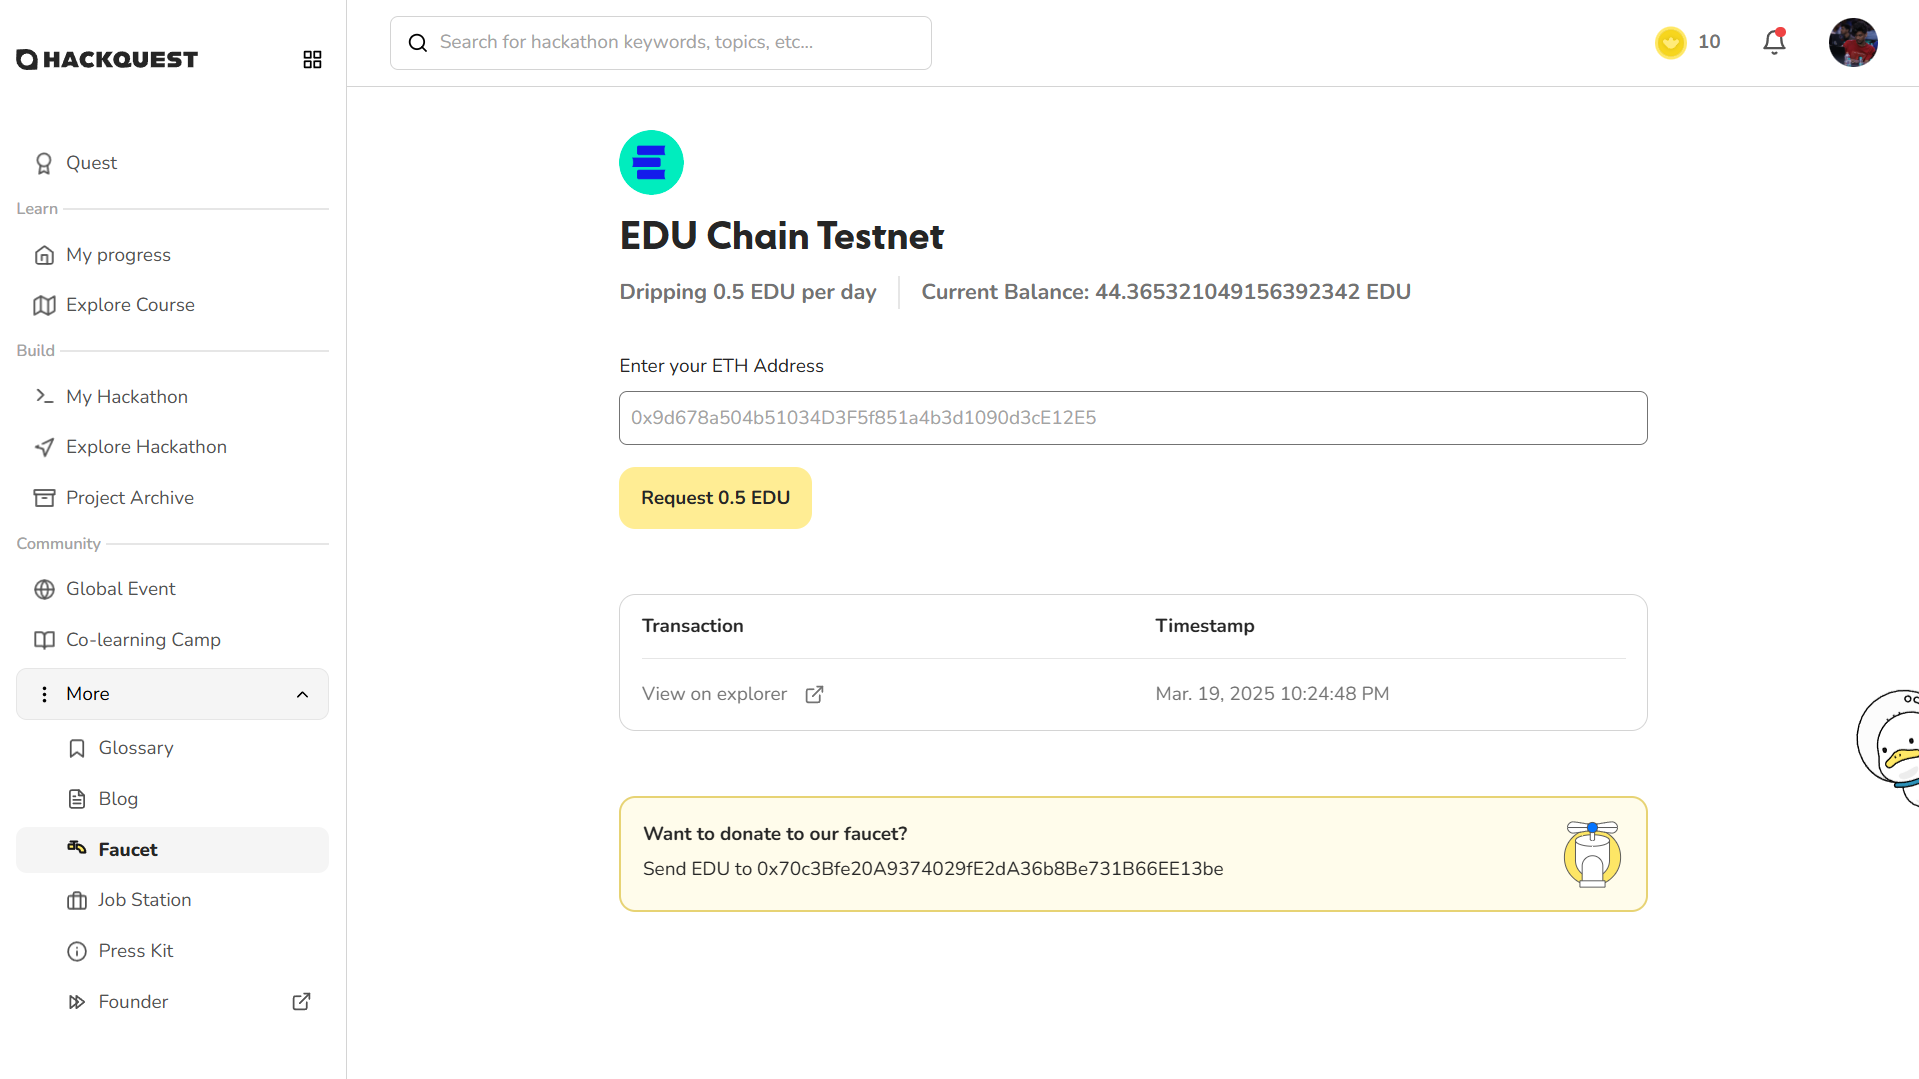 HACKQUEST
Search for hackathon keywords, topics, etc...
10
Quest
Learn
My progress
Explore Course
Build
My Hackathon
Explore Hackathon
Project Archive
Community
Global Event
Co-learning Camp
More
Glossary
Blog
Faucet
Job Station
Press Kit
Founder
EDU Chain Testnet
Dripping 0.5 EDU per day
Current Balance: 44.365321049156392342 EDU
Enter your ETH Address
0x9d678a504b51034D3F5f851a4b3d1090d3cE12E5
Request 0.5 EDU
Transaction Timestamp
View on explorer Mar. 19, 2025 10:24:48 PM
Want to donate to our faucet?
Send EDU to 0x70c3Bfe20A9374029fE2dA36b8Be731B66EE13be